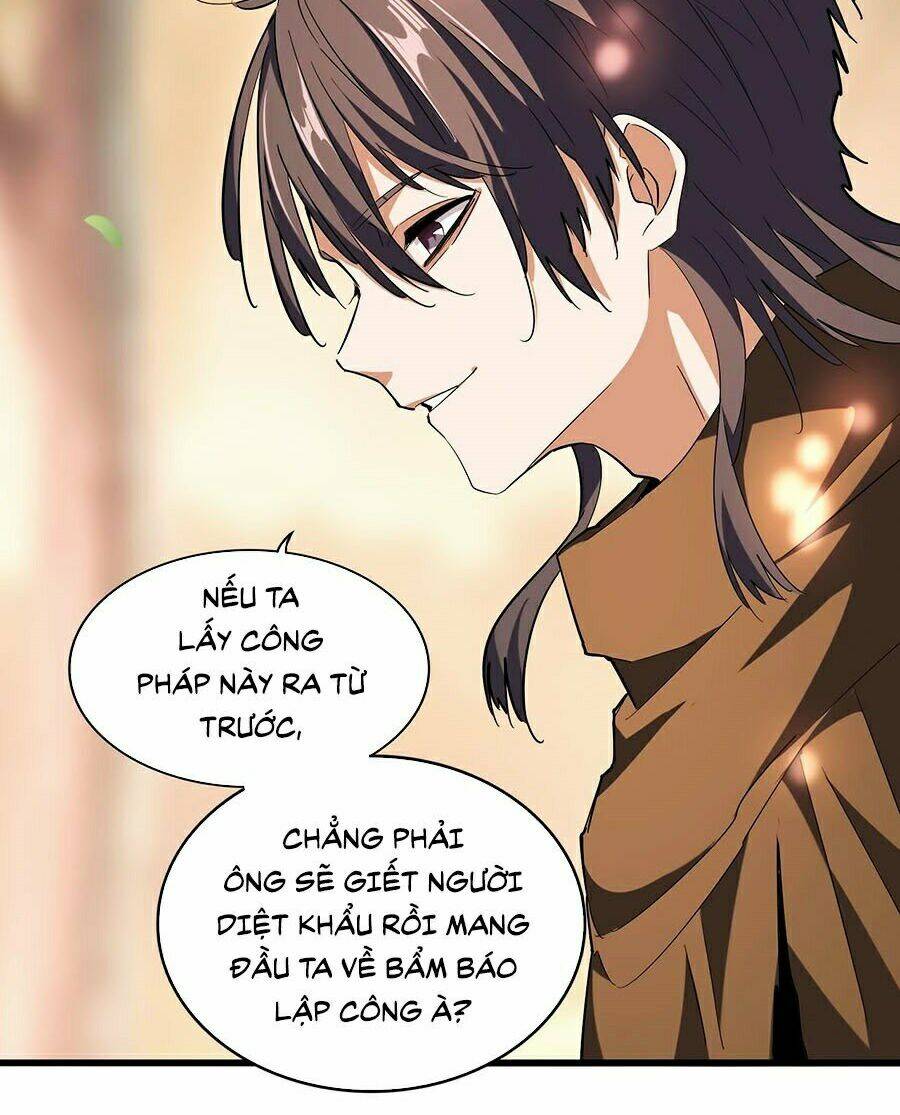 NẾU TA
LẤY CÔNG
PHÁP NÀY RA TỪ
TRƯỚC,
CHẲNG PHẢI
ÔNG SẼ GIẾT NGƯỜI
DIỆT KHẨU RỒI MANG
ĐẦU TA VỀ BẨM BÁO
LẬP CÔNG À?